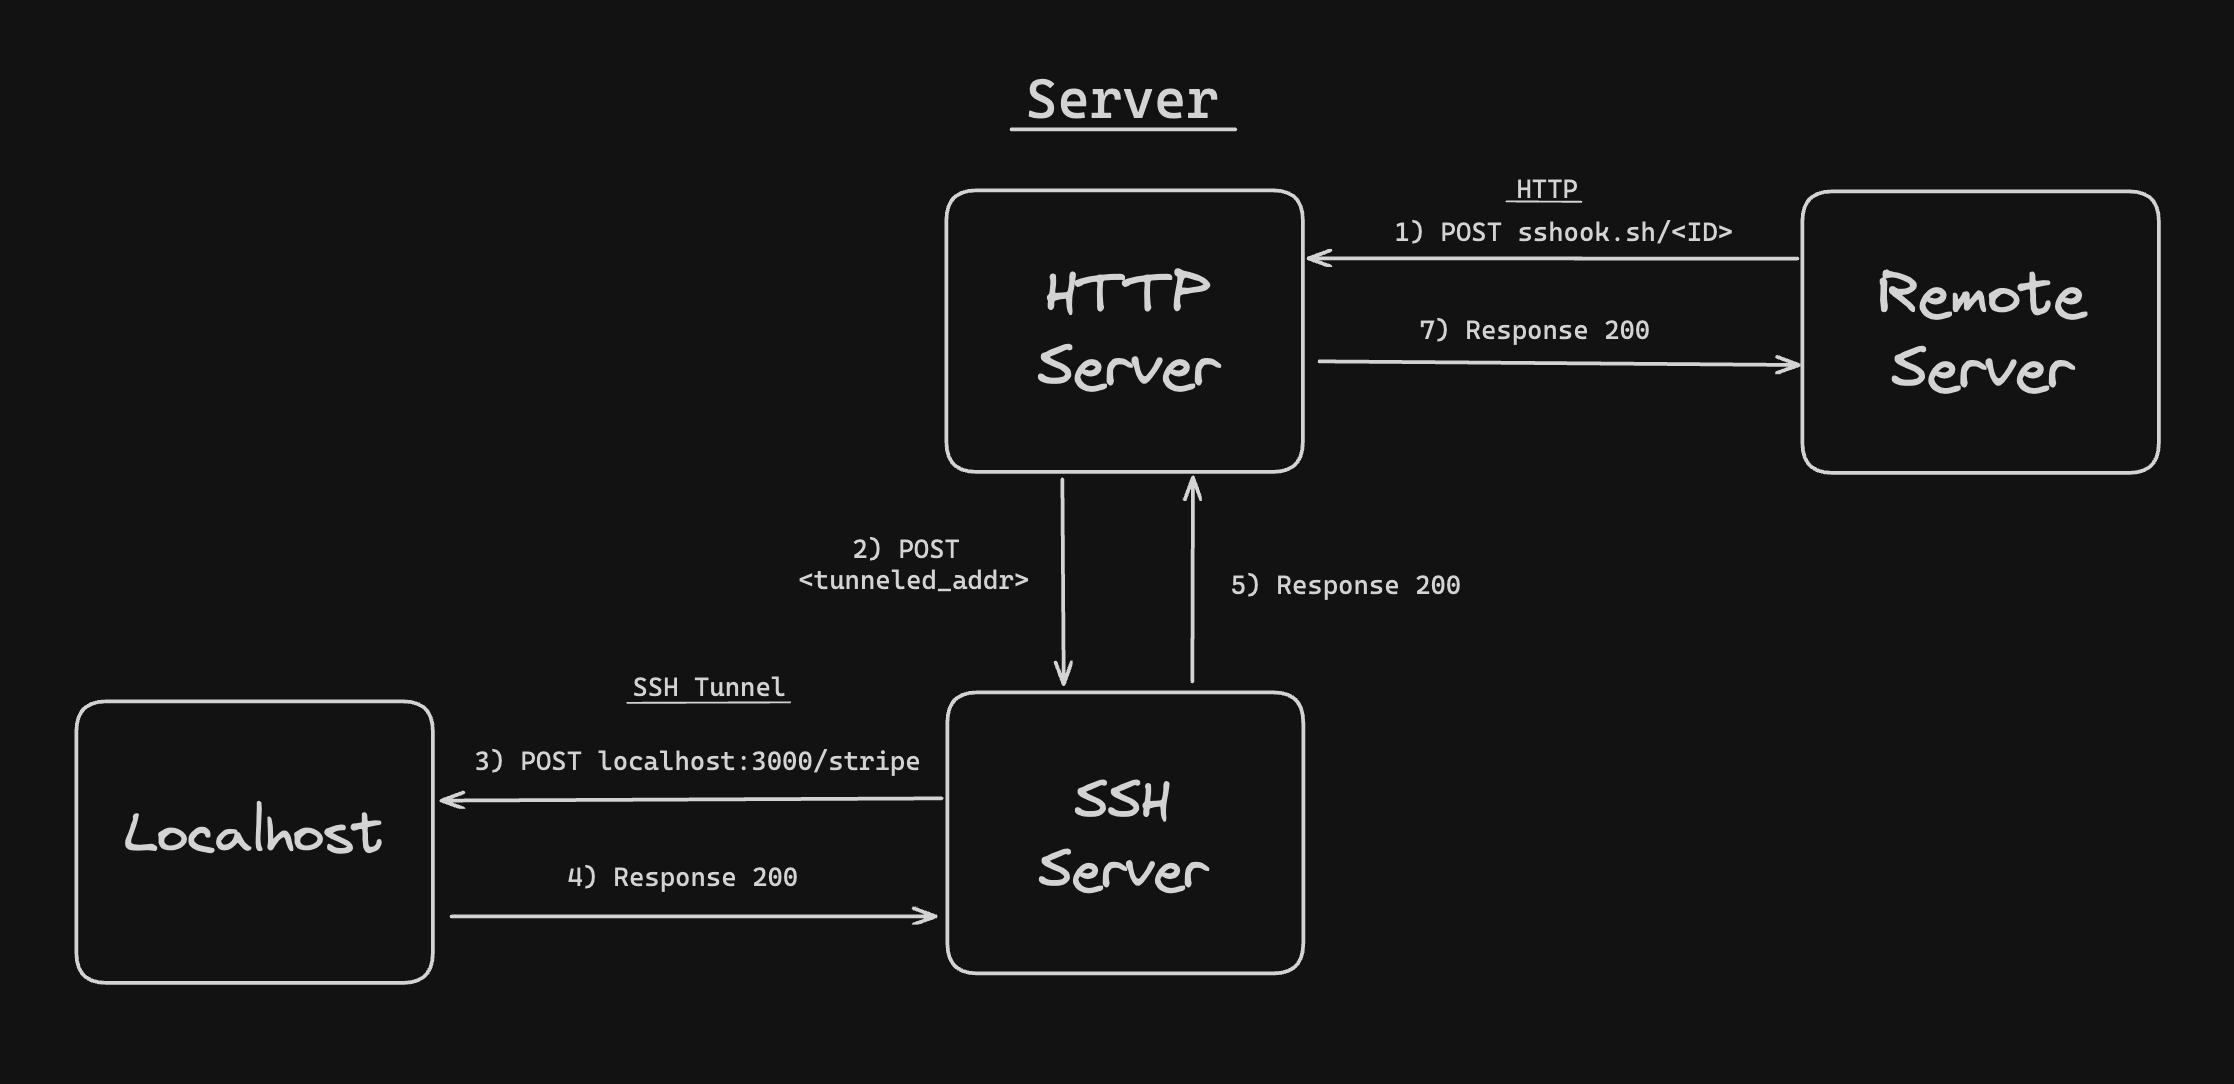 Server
HTTP
1) POST sshook.sh/<ID>
HTTP
Server
Remote
Server
7) Response 200
2) POST
<tunneled_addr>
5) Response 200
SSH Tunnel
3) POST localhost:3000/stripe
Localhost
4) Response 200
SSH
Server